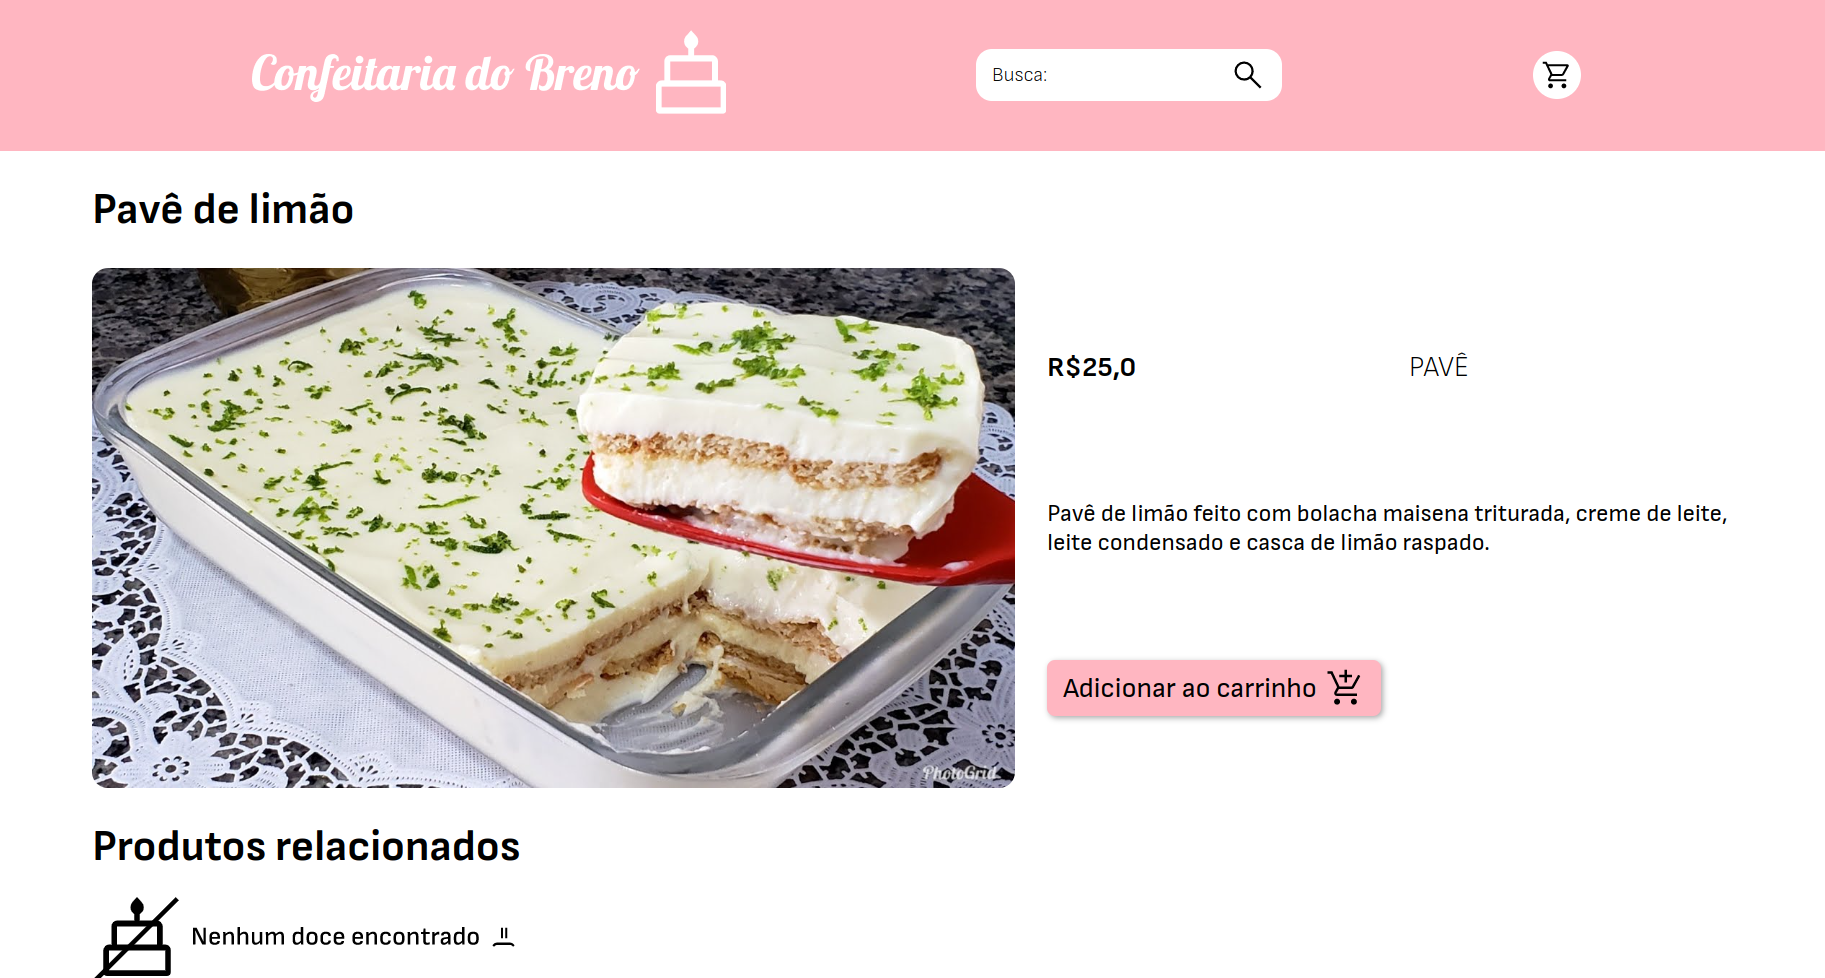 Confeitaria do Breno
Busca:
Pavê de limão
PhotoGrid
R$25,0
PAVÊ
Pavê de limão feito com bolacha maisena triturada, creme de leite,
leite condensado e casca de limão raspado.
Adicionar ao carrinho
Produtos relacionados
Nenhum doce encontrado